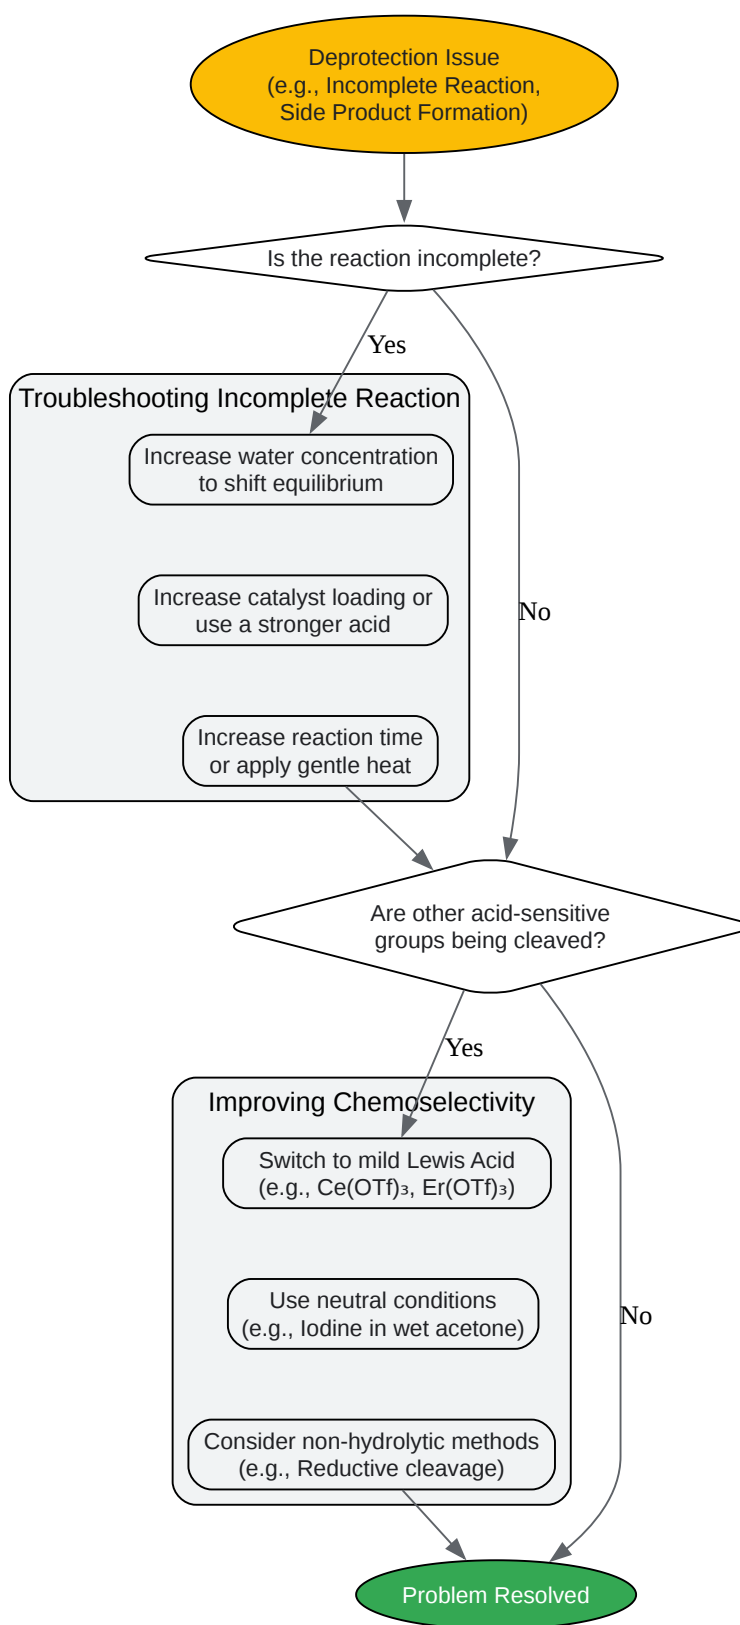 Deprotection Issue
(e.g., Incomplete Reaction,
Side Product Formation)
Is the reaction incomplete?
Yes
Troubleshooting Incomplete Reaction
Increase water concentration
to shift equilibrium
Increase catalyst loading or
use a stronger acid
No
Increase reaction time
or apply gentle heat
Are other acid-sensitive
groups being cleaved?
Yes
Improving Chemoselectivity
Switch to mild Lewis Acid
(e.g., Ce(OTf)₃, Er(OTf)₃)
Use neutral conditions
(e.g., Iodine in wet acetone)
No
Consider non-hydrolytic methods
(e.g., Reductive cleavage)
Problem Resolved